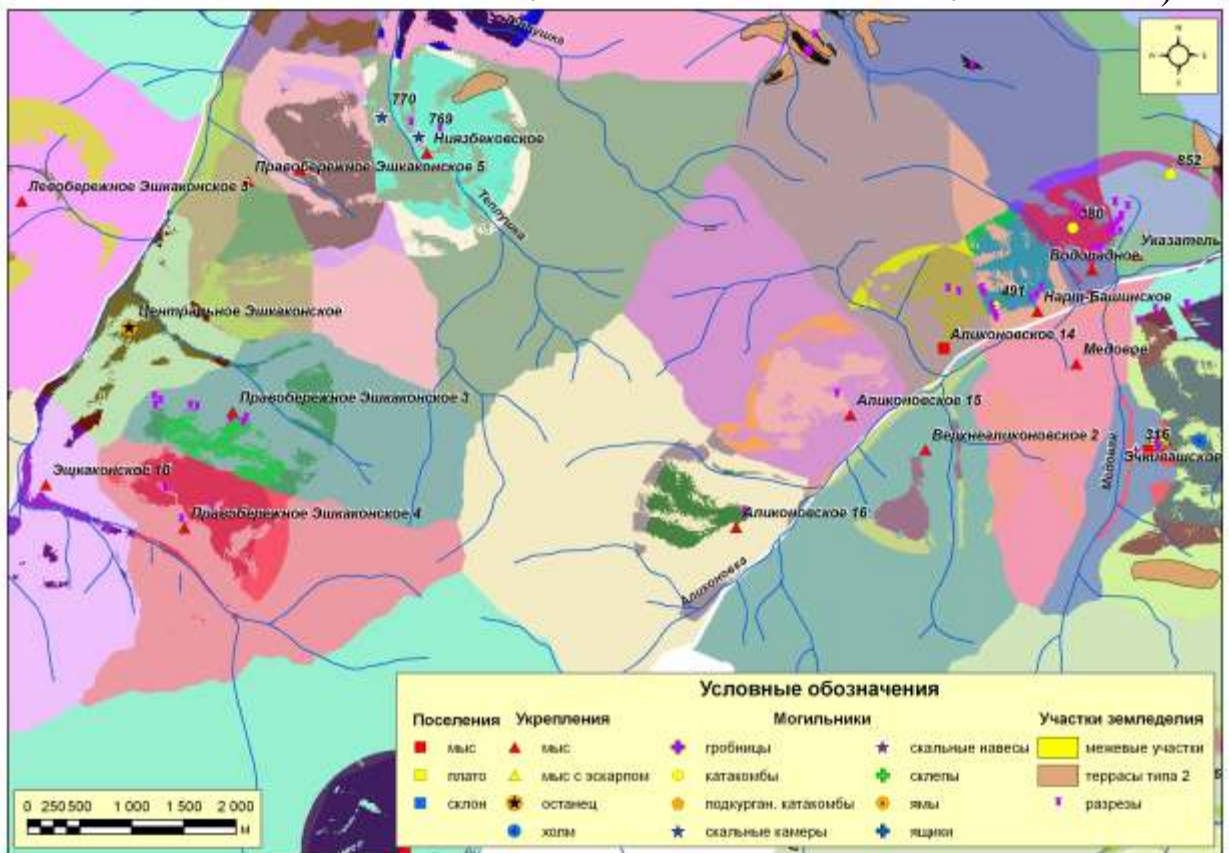 Теплушка
N
S
770
769
Ниязбековское
Правобережное Эшкаконское 5
Левобережное Эшкаконское 3
Теплушка
852
380
Указатель
Водопадное
491
Нарт-Башинское
Центральное Эшкаконское
Аликоновское 14
Медовое
Правобережное Эшкаконское 3
Аликоновское 15
Верхнеаликоновское 2
316
Эчкивашское
Медовая
Эшкаконское 10
Правобережное Эшкаконское 4
Аликоновское 16
Аликоновка
Условные обозначения
Поселения
мыс
плато
склон
Укрепления
мыс
мыс с эскарпом
останец
холм
Могильники
гробницы
катакомбы
подкурган. катакомбы
скальные камеры
скальные навесы
склепы
ямы
ящики
Участки земледелия
межевые участки
террасы типа 2
разрезы
0 250 500 1 000 1 500 2 000
М